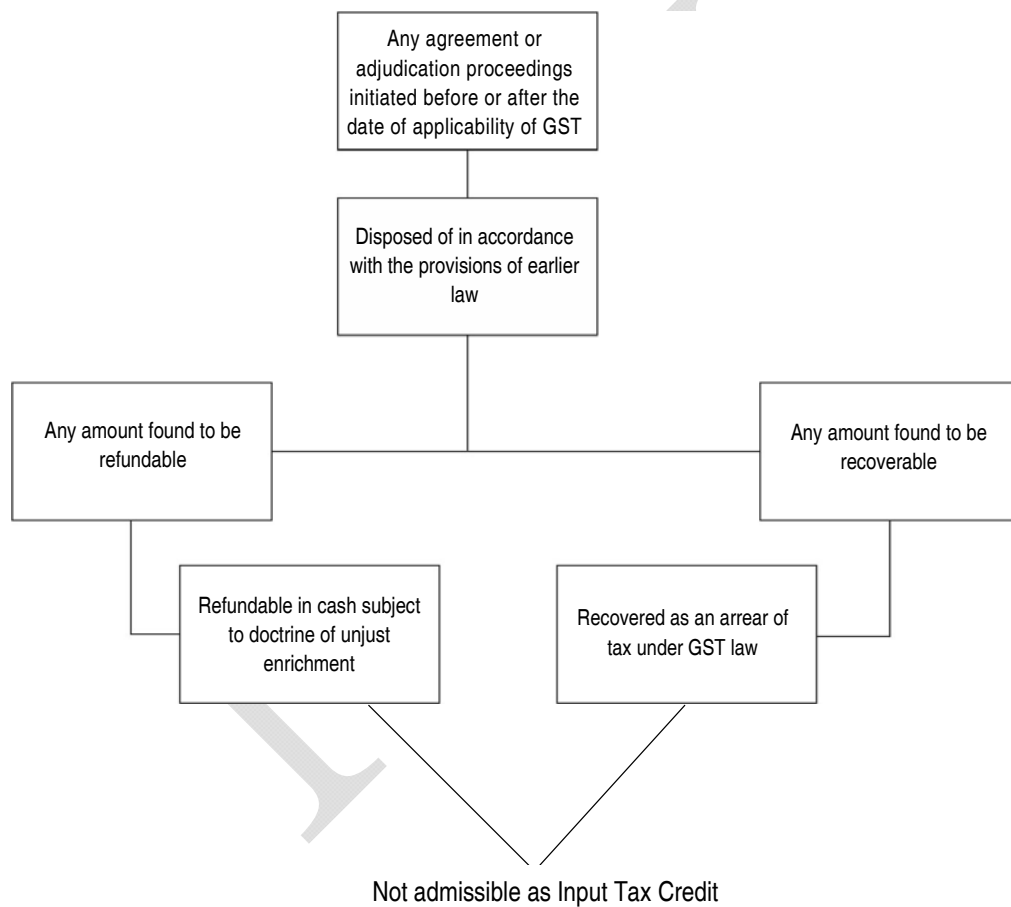 Any agreement or
adjudication proceedings
initiated before or after the
date of applicability of GST
Disposed of in accordance
with the provisions of earlier
law
Any amount found to be
refundable
Any amount found to be
recoverable
Refundable in cash subject
to doctrine of unjust
enrichment
Recovered as an arrear of
tax under GST law
Not admissible as Input Tax Credit